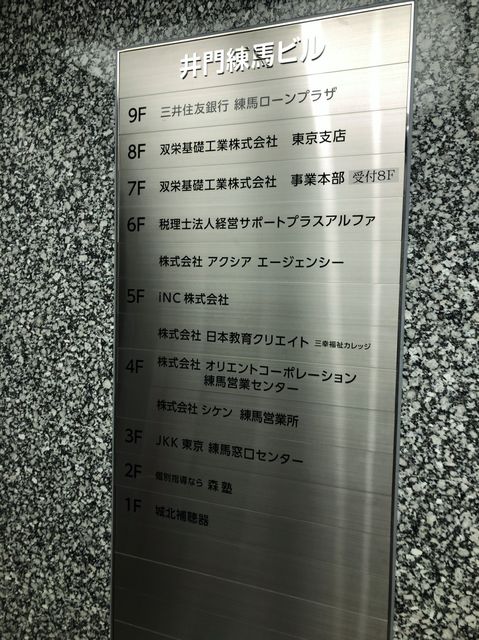 井門練馬ビル
9F 三井住友銀行 練馬ローンプラザ
8F 双栄基礎工業株式会社 東京支店
7F 双栄基礎工業株式会社 事業本部 受付8F
6F 税理士法人経営サポートプラスアルファ
株式会社 アクシア エージェンシー
5F iNC 株式会社
株式会社 日本教育クリエイト 三幸福祉カレッジ
4F 株式会社 オリエントコーポレーション
練馬営業センター
株式会社 シケン 練馬営業所
3F JKK 東京 練馬窓口センター
2F 個別指導なら 森塾
1F 城北補聴器